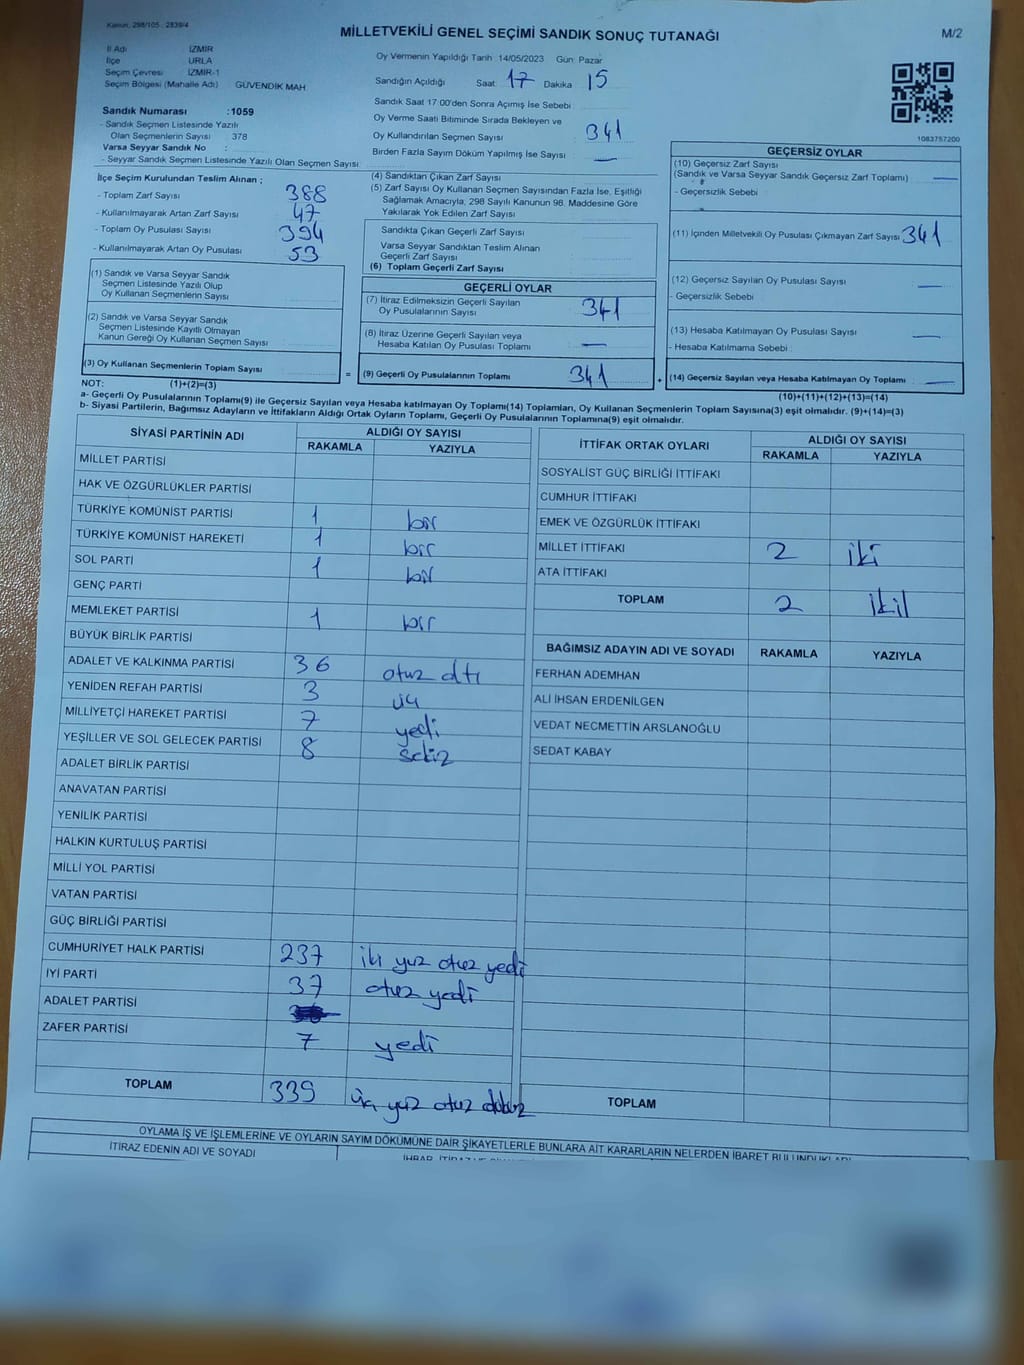 Kanun, 298/105 , 2839/4
MİLLETVEKİLİ GENEL SEÇİMİ SANDIK SONUÇ TUTANAĞI
M/2
İl Adı İZMİR
İlçe URLA
Seçim Çevresi İZMİR-1
Seçim Bölgesi (Mahalle Adı) GÜVENDİK MAH
Sandık Numarası :1059
- Sandık Seçmen Listesinde Yazılı
Olan Seçmenlerin Sayısı : 378
Varsa Seyyar Sandık No :
- Seyyar Sandık Seçmen Listesinde Yazılı Olan Seçmen Sayısı:
Oy Vermenin Yapıldığı Tarih 14/05/2023 Gün: Pazar
Sandığın Açıldığı Saat: 17 Dakika 15
Sandık Saat 17:00'den Sonra Açımış İse Sebebi
Oy Verme Saati Bitiminde Sırada Bekleyen ve
Oy Kullandırılan Seçmen Sayısı 341
Birden Fazla Sayım Döküm Yapılmış İse Sayısı —
1083757200
İlçe Seçim Kurulundan Teslim Alınan ;
- Toplam Zarf Sayısı 388
- Kullanılmayarak Artan Zarf Sayısı 47
- Toplam Oy Pusulası Sayısı 394
- Kullanılmayarak Artan Oy Pusulası 53
(1) Sandık ve Varsa Seyyar Sandık
Seçmen Listesinde Yazılı Olup
Oy Kullanan Seçmenlerin Sayısı
(2) Sandık ve Varsa Seyyar Sandık
Seçmen Listesinde Kayıtlı Olmayan
Kanun Gereği Oy Kullanan Seçmen Sayısı
(3) Oy Kullanan Seçmenlerin Toplam Sayısı =
(4) Sandıktan Çıkan Zarf Sayısı
(5) Zarf Sayısı Oy Kullanan Seçmen Sayısından Fazla İse, Eşitliği
Sağlamak Amacıyla, 298 Sayılı Kanunun 98. Maddesine Göre
Yakılarak Yok Edilen Zarf Sayısı
Sandıkta Çıkan Geçerli Zarf Sayısı
Varsa Seyyar Sandıktan Teslim Alınan
Geçerli Zarf Sayısı
(6) Toplam Geçerli Zarf Sayısı
GEÇERLİ OYLAR
(7) İtiraz Edilmeksizin Geçerli Sayılan
Oy Pusulalarının Sayısı 341
(8) İtiraz Üzerine Geçerli Sayılan veya
Hesaba Katılan Oy Pusulası Toplamı —
(9) Geçerli Oy Pusulalarının Toplamı 341 +
GEÇERSİZ OYLAR
(10) Geçersiz Zarf Sayısı
(Sandık ve Varsa Seyyar Sandık Geçersiz Zarf Toplamı) —
- Geçersizlik Sebebi :
(11) İçinden Milletvekili Oy Pusulası Çıkmayan Zarf Sayısı 341
(12) Geçersiz Sayılan Oy Pusulası Sayısı —
- Geçersizlik Sebebi :
(13) Hesaba Katılmayan Oy Pusulası Sayısı —
- Hesaba Katılmama Sebebi :
(14) Geçersiz Sayılan veya Hesaba Katılmayan Oy Toplamı —
NOT: (1)+(2)=(3)
(10)+(11)+(12)+(13)=(14)
a- Geçerli Oy Pusulalarının Toplamı(9) ile Geçersiz Sayılan veya Hesaba katılmayan Oy Toplamı(14) Toplamları, Oy Kullanan Seçmenlerin Toplam Sayısına(3) eşit olmalıdır. (9)+(14)=(3)
b- Siyasi Partilerin, Bağımsız Adayların ve İttifakların Aldığı Ortak Oyların Toplamı, Geçerli Oy Pusulalarının Toplamına(9) eşit olmalıdır.
SİYASİ PARTİNİN ADI ALDIĞI OY SAYISI
RAKAMLA YAZIYLA
MİLLET PARTİSİ
HAK VE ÖZGÜRLÜKLER PARTİSİ
TÜRKİYE KOMÜNİST PARTİSİ 1 bir
TÜRKİYE KOMÜNİST HAREKETİ 1 bir
SOL PARTİ 1 bir
GENÇ PARTİ
MEMLEKET PARTİSİ 1 bir
BÜYÜK BİRLİK PARTİSİ
ADALET VE KALKINMA PARTİSİ 36 otuz altı
YENİDEN REFAH PARTİSİ 3 üç
MİLLİYETÇİ HAREKET PARTİSİ 7 yedi
YEŞİLLER VE SOL GELECEK PARTİSİ 8 sekiz
ADALET BİRLİK PARTİSİ
ANAVATAN PARTİSİ
YENİLİK PARTİSİ
HALKIN KURTULUŞ PARTİSİ
MİLLİ YOL PARTİSİ
VATAN PARTİSİ
GÜÇ BİRLİĞİ PARTİSİ
CUMHURİYET HALK PARTİSİ 237 iki yüz otuz yedi
İYİ PARTİ 37 otuz yedi
ADALET PARTİSİ
ZAFER PARTİSİ 7 yedi
TOPLAM 339 üç yüz otuz dokuz
İTTİFAK ORTAK OYLARI ALDIĞI OY SAYISI
RAKAMLA YAZIYLA
SOSYALİST GÜÇ BİRLİĞİ İTTİFAKI
CUMHUR İTTİFAKI
EMEK VE ÖZGÜRLÜK İTTİFAKI
MİLLET İTTİFAKI 2 iki
ATA İTTİFAKI
TOPLAM 2 ikil
BAĞIMSIZ ADAYIN ADI VE SOYADI RAKAMLA YAZIYLA
FERHAN ADEMHAN
ALİ İHSAN ERDENİLGEN
VEDAT NECMETTİN ARSLANOĞLU
SEDAT KABAY
TOPLAM
OYLAMA İŞ VE İŞLEMLERİNE VE OYLARIN SAYIM DÖKÜMÜNE DAİR ŞİKAYETLERLE BUNLARA AİT KARARLARIN NELERDEN İBARET BULUNDUKLARI
İTİRAZ EDENİN ADI VE SOYADI